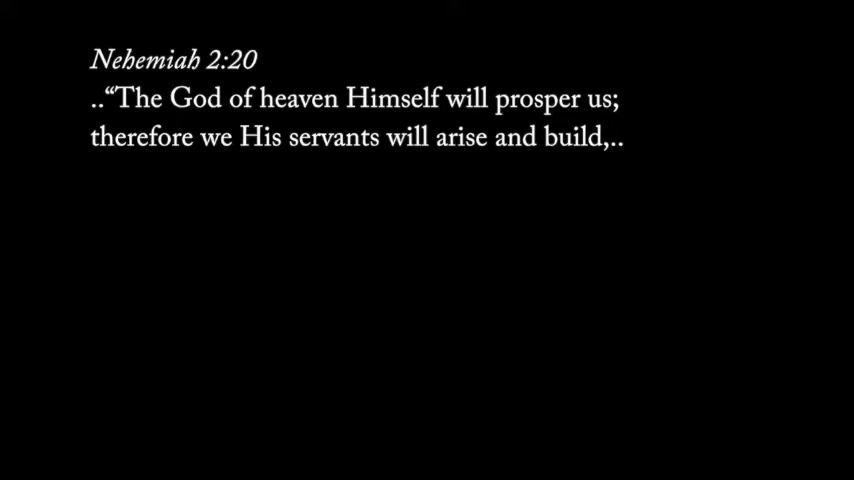 Nehemiah 2:20
..“The God of heaven Himself will prosper us;
therefore we His servants will arise and build,..